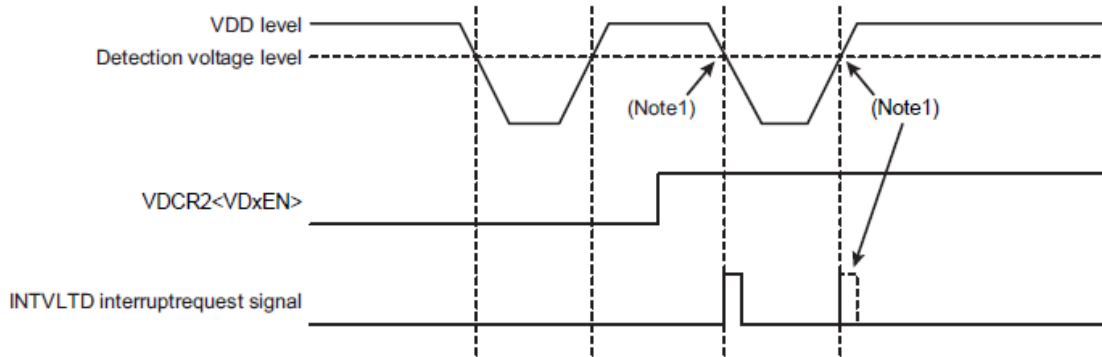 VDD level
Detection voltage level
(Note1)
(Note1)
VDCR2<VDxEN>
INTVLTD interruptrequest signal